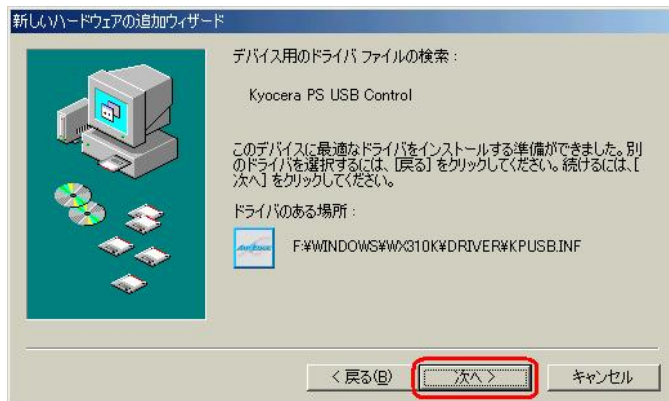 新しいハードウェアの追加ウィザード
デバイス用のドライバ ファイルの検索：
Kyocera PS USB Control
このデバイスに最適なドライバをインストールする準備ができました。別
のドライバを選択するには、[戻る] をクリックしてください。続けるには、[
次へ] をクリックしてください。
ドライバのある場所：
F:¥WINDOWS¥WX310K¥DRIVER¥KPUSB.INF
< 戻る(B)
次へ >
キャンセル